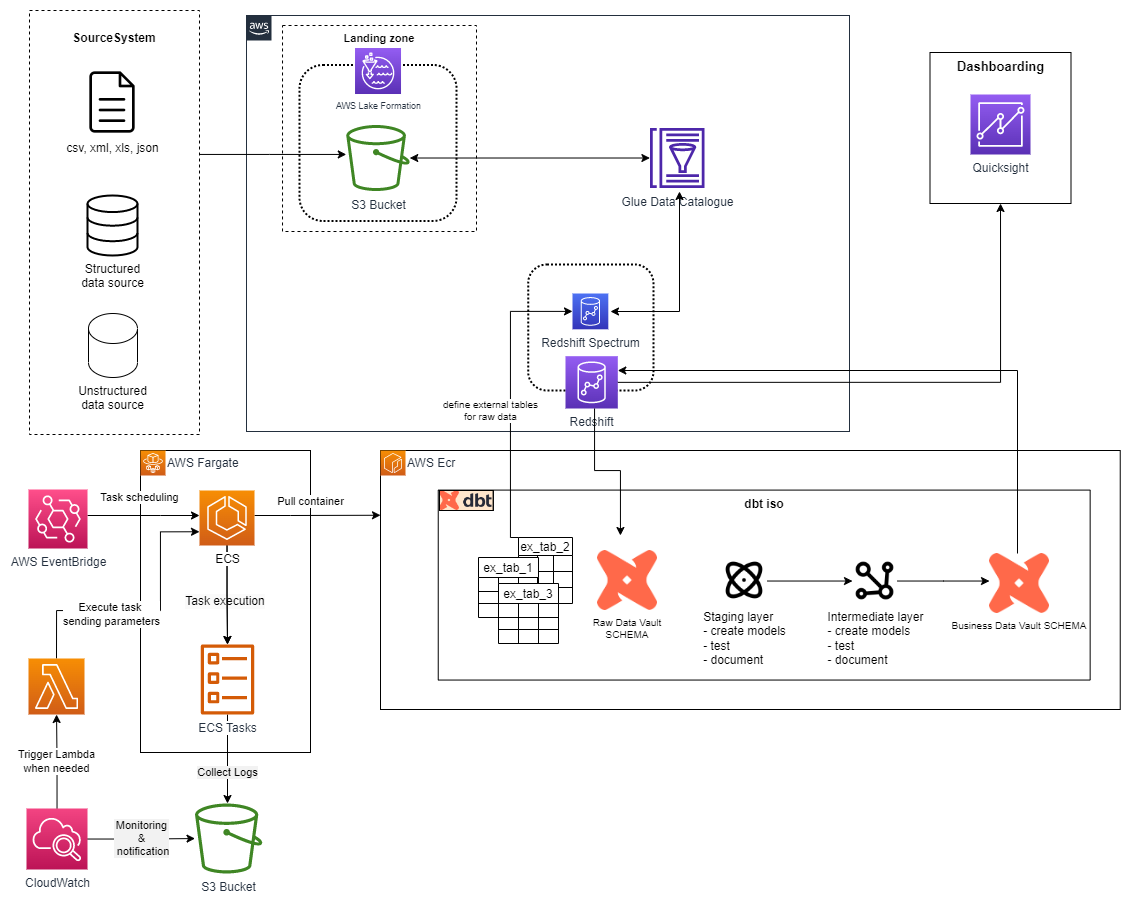 SourceSystem
csv, xml, xls, json
Structured
data source
Unstructured
data source
aws
Landing zone
AWS Lake Formation
S3 Bucket
Glue Data Catalogue
Redshift Spectrum
Redshift
define external tables
for raw data
Dashboarding
Quicksight
AWS Fargate
AWS EventBridge
Task scheduling
ECS
Pull container
Task execution
Execute task
sending parameters
ECS Tasks
Trigger Lambda
when needed
Collect Logs
CloudWatch
Monitoring
&
notification
S3 Bucket
AWS Ecr
dbt
dbt iso
ex_tab_2
ex_tab_1
ex_tab_3
Raw Data Vault
SCHEMA
Staging layer
- create models
- test
- document
Intermediate layer
- create models
- test
- document
Business Data Vault SCHEMA